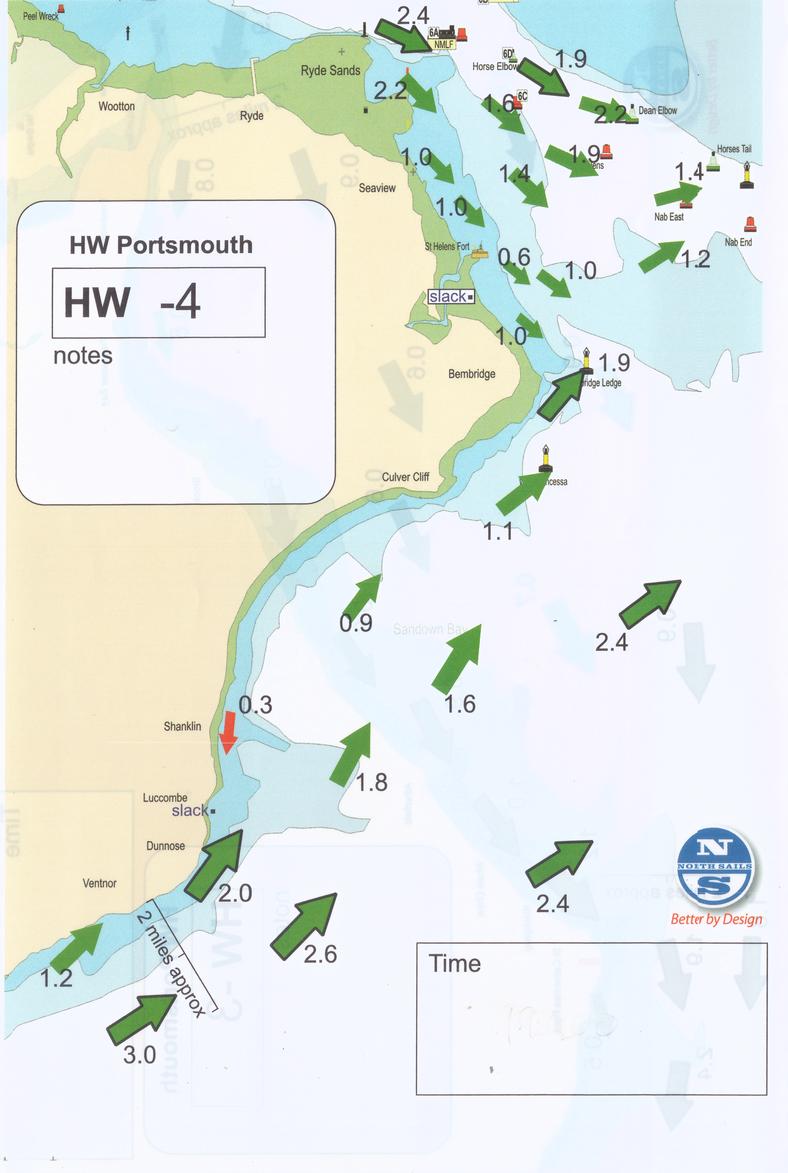 Peel Wreck
2.4
6A
NMLF
6D
Horse Elbow
1.9
Ryde Sands
Wootton
Ryde
2.2
1.6
6C
2.2
Dean Elbow
1.0
Seaview
1.4
1.9
1.4
Horses Tail
1.0
Nab East
Nab End
HW Portsmouth
St Helens Fort
0.6
1.0
1.2
HW -4
slack
notes
1.0
Bembridge
1.9
ridge Ledge
Culver Cliff
cessa
1.1
0.9
Sandown Bay
2.4
0.3
1.6
Shanklin
1.8
Luccombe
slack
Dunnose
Ventnor
2.0
2.4
N
NORTH SAILS
S
Better by Design
2 miles approx
2.6
Time
1.2
3.0